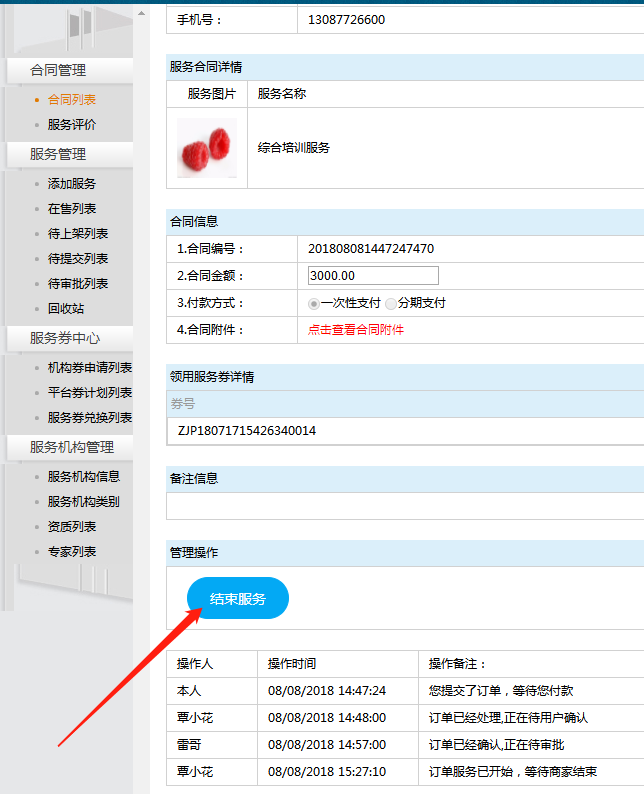 合同管理
合同列表
服务评价
服务管理
添加服务
在售列表
待上架列表
待提交列表
待审批列表
回收站
服务券中心
机构券申请列表
平台券计划列表
服务券兑换列表
服务机构管理
服务机构信息
服务机构类别
资质列表
专家列表
手机号： 13087726600
服务合同详情
服务图片 服务名称
综合培训服务
合同信息
1.合同编号： 201808081447247470
2.合同金额： 3000.00
3.付款方式： 一次性支付 分期支付
4.合同附件： 点击查看合同附件
领用服务券详情
券号
ZJP18071715426340014
备注信息
管理操作
结束服务
操作人 操作时间 操作备注：
本人 08/08/2018 14:47:24 您提交了订单，等待您付款
覃小花 08/08/2018 14:48:00 订单已经处理,正在待用户确认
雷哥 08/08/2018 14:57:00 订单已经确认,正在待审批
覃小花 08/08/2018 15:27:10 订单服务已开始，等待商家结束